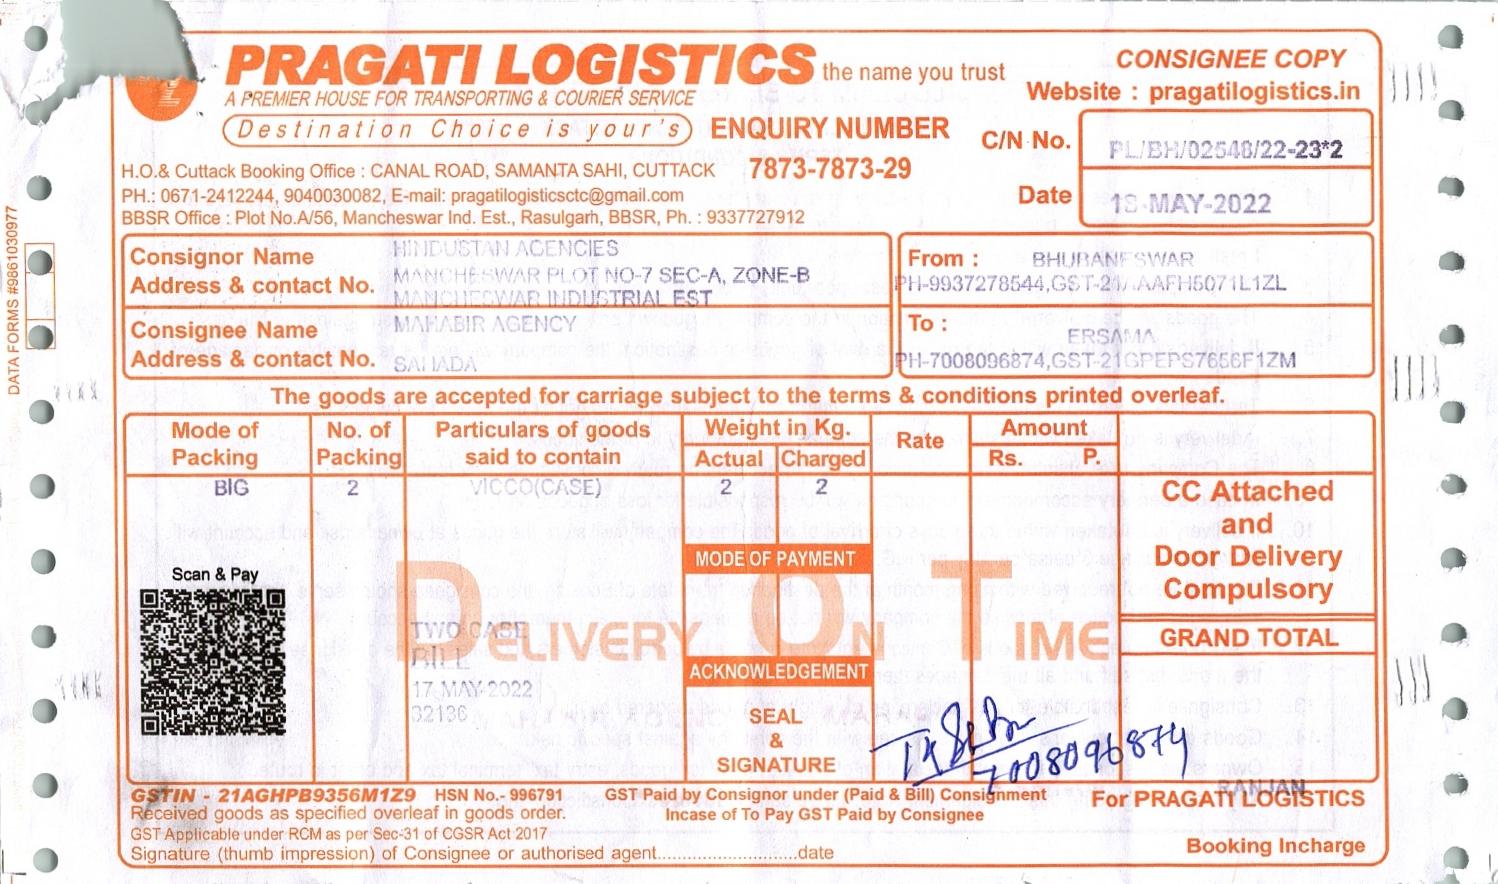 PRAGATI LOGISTICS the name you trust
CONSIGNEE COPY
A PREMIER HOUSE FOR TRANSPORTING & COURIER SERVICE
Website : pragatilogistics.in
Destination Choice is your's
ENQUIRY NUMBER
7873-7873-29
C/N No. PL/BH/02548/22-23*2
Date 18-MAY-2022
H.O.& Cuttack Booking Office : CANAL ROAD, SAMANTA SAHI, CUTTACK
PH.: 0671-2412244, 9040030082, E-mail: pragatilogisticsctc@gmail.com
BBSR Office : Plot No.A/56, Mancheswar Ind. Est., Rasulgarh, BBSR, Ph. : 9337727912
DATA FORMS #9861030977
Consignor Name
Address & contact No.
HINDUSTAN AGENCIES
MANCHESWAR PLOT NO-7 SEC-A, ZONE-B
MANCHESWAR INDUSTRIAL EST
From : BHUBANESWAR
PH-9937278544,GST-21AAAFH5071L1ZL
Consignee Name
Address & contact No.
MAHABIR AGENCY
To : ERSAMA
PH-7008096874,GST-21GPEPS7656F1ZM
The goods are accepted for carriage subject to the terms & conditions printed overleaf.
Mode of Packing
No. of Packing
Particulars of goods said to contain
Weight in Kg.
Actual Charged
Rate
Amount
Rs. P.
BIG 2 VICCO(CASE) 2 2
CC Attached
and
Door Delivery
Compulsory
MODE OF PAYMENT
Scan & Pay
DELIVERY ON TIME
TWO CASE
BILL
17 MAY-2022
32136
GRAND TOTAL
ACKNOWLEDGEMENT
SEAL
&
SIGNATURE
7008096874
RANJAN
GSTIN - 21AGHPB9356M1Z9 HSN No.- 996791
GST Paid by Consignor under (Paid & Bill) Consignment
Incase of To Pay GST Paid by Consignee
For PRAGATI LOGISTICS
Received goods as specified overleaf in goods order.
GST Applicable under RCM as per Sec-31 of CGSR Act 2017
Signature (thumb impression) of Consignee or authorised agent..............................date
Booking Incharge